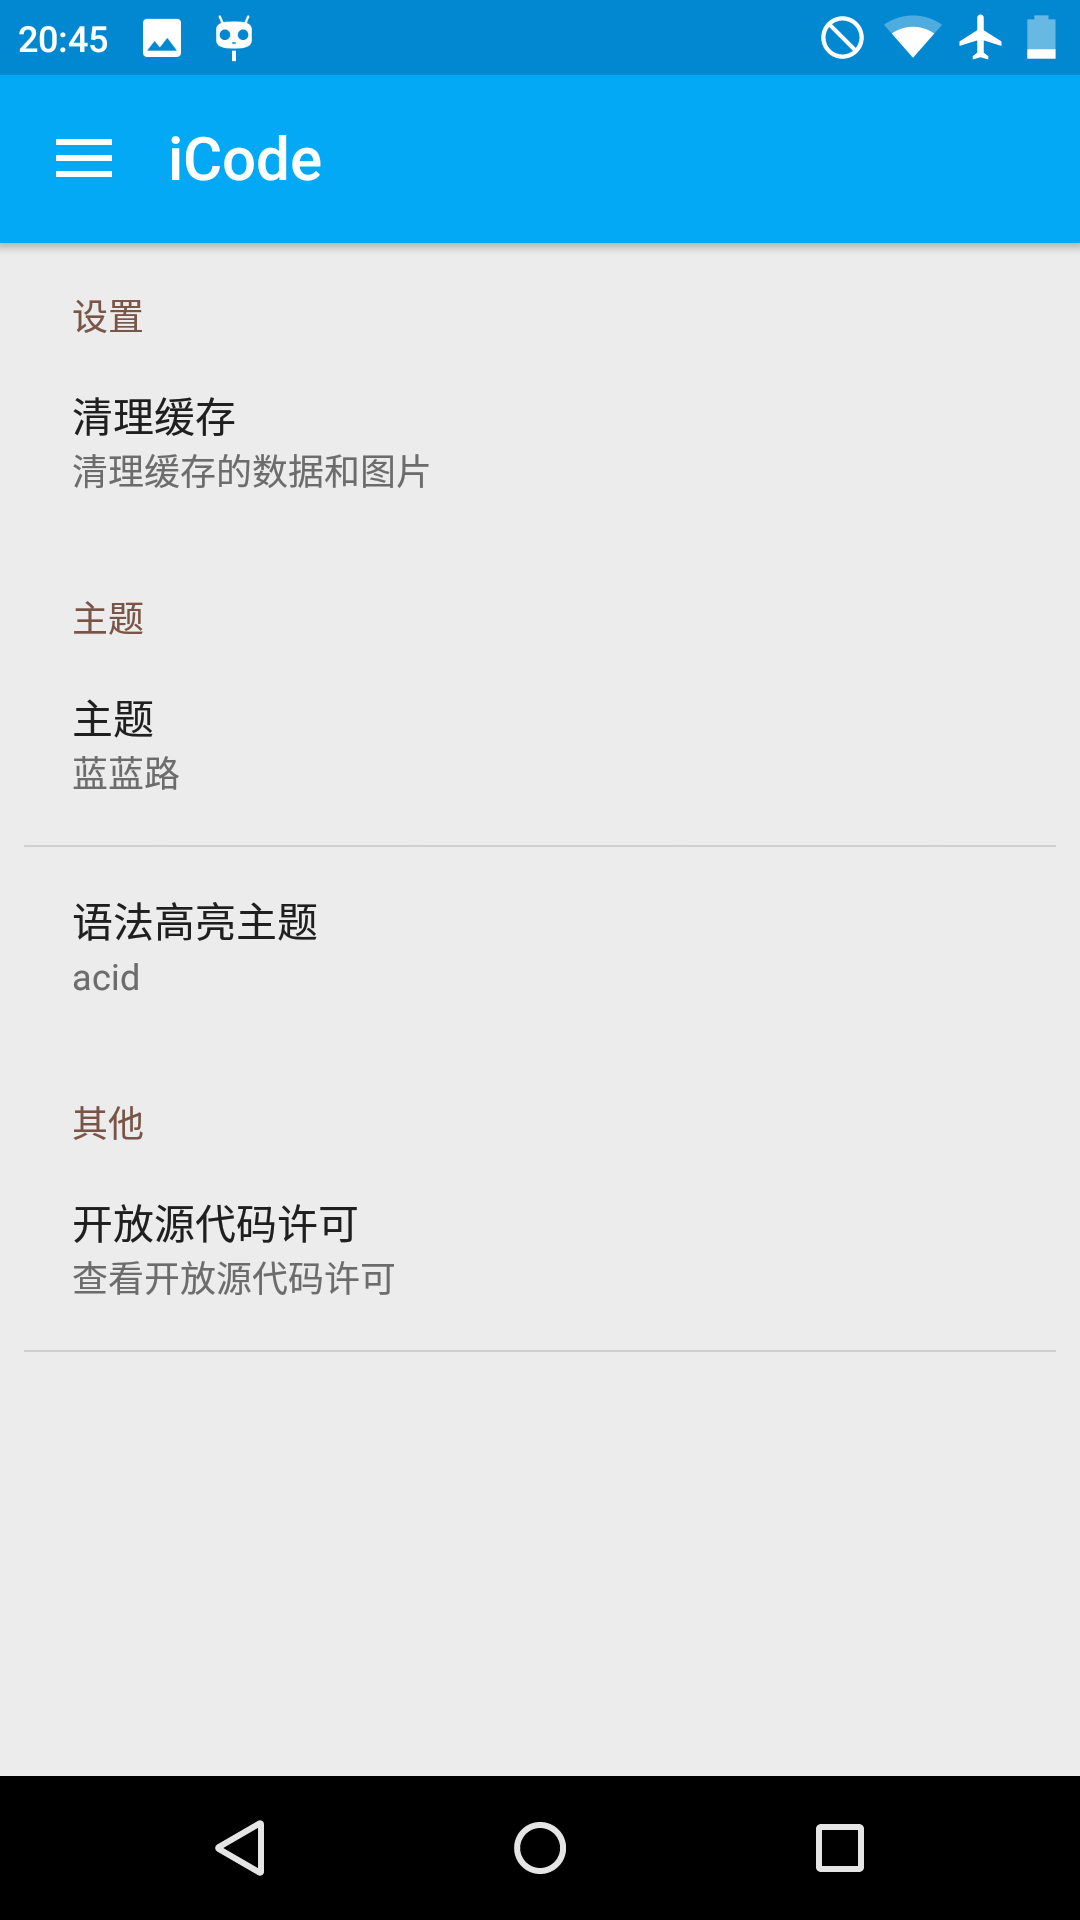 20:45
iCode
设置
清理缓存
清理缓存的数据和图片
主题
主题
蓝蓝路
语法高亮主题
acid
其他
开放源代码许可
查看开放源代码许可